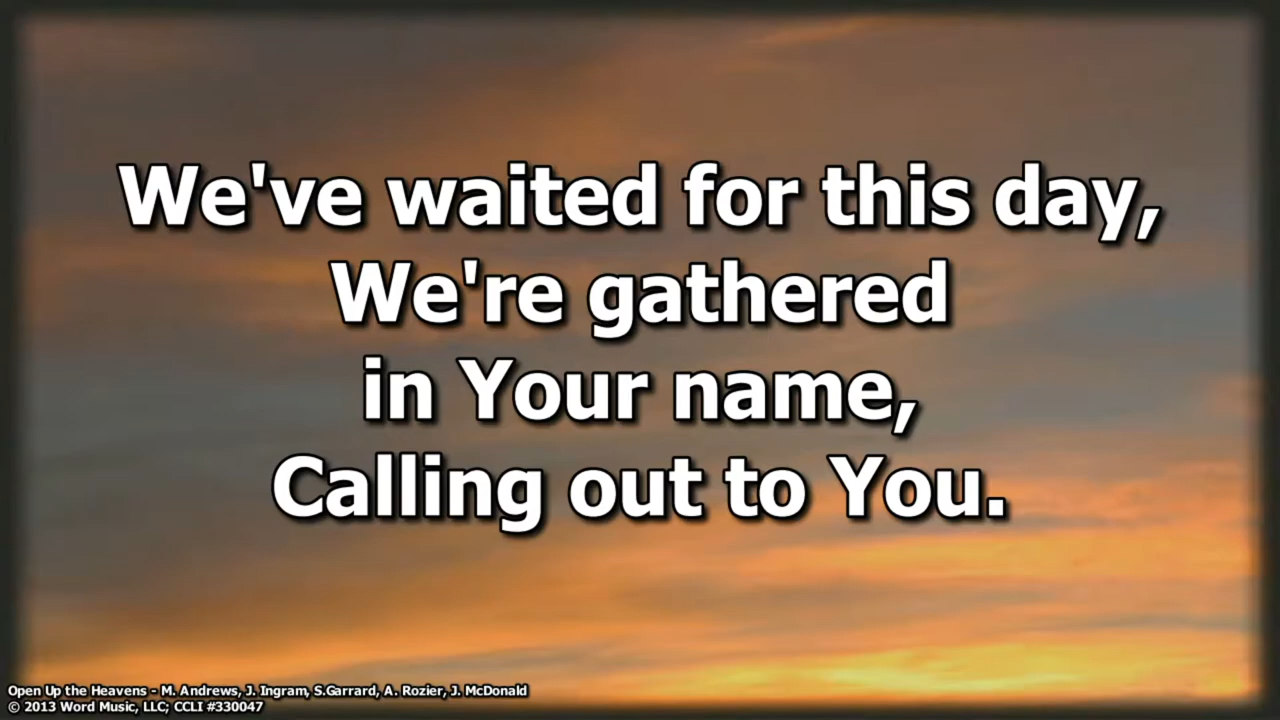 We've waited for this day,
We're gathered
in Your name,
Calling out to You.
Open Up the Heavens - M. Andrews, J. Ingram, S.Garrard, A. Rozier, J. McDonald
© 2013 Word Music, LLC; CCLI #330047